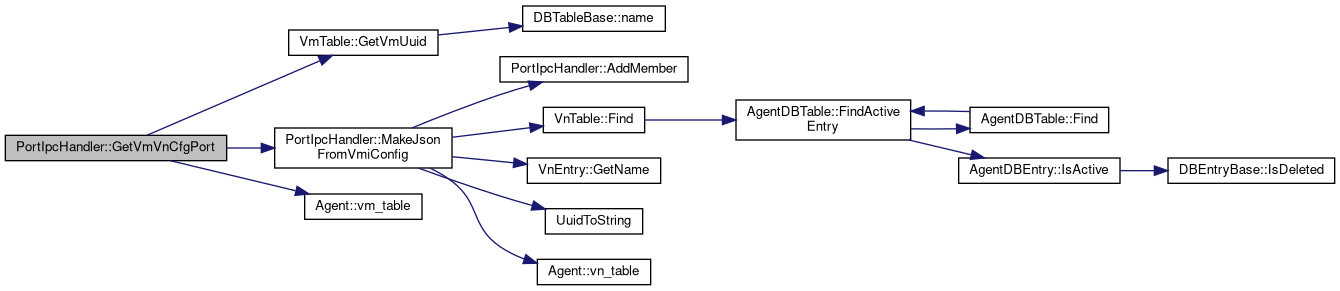 PortIpcHandler::GetVmVnCfgPort
VmTable::GetVmUuid
DBTableBase::name
PortIpcHandler::MakeJson
FromVmiConfig
Agent::vm_table
PortIpcHandler::AddMember
VnTable::Find
VnEntry::GetName
UuidToString
Agent::vn_table
AgentDBTable::FindActive
Entry
AgentDBTable::Find
AgentDBEntry::IsActive
DBEntryBase::IsDeleted